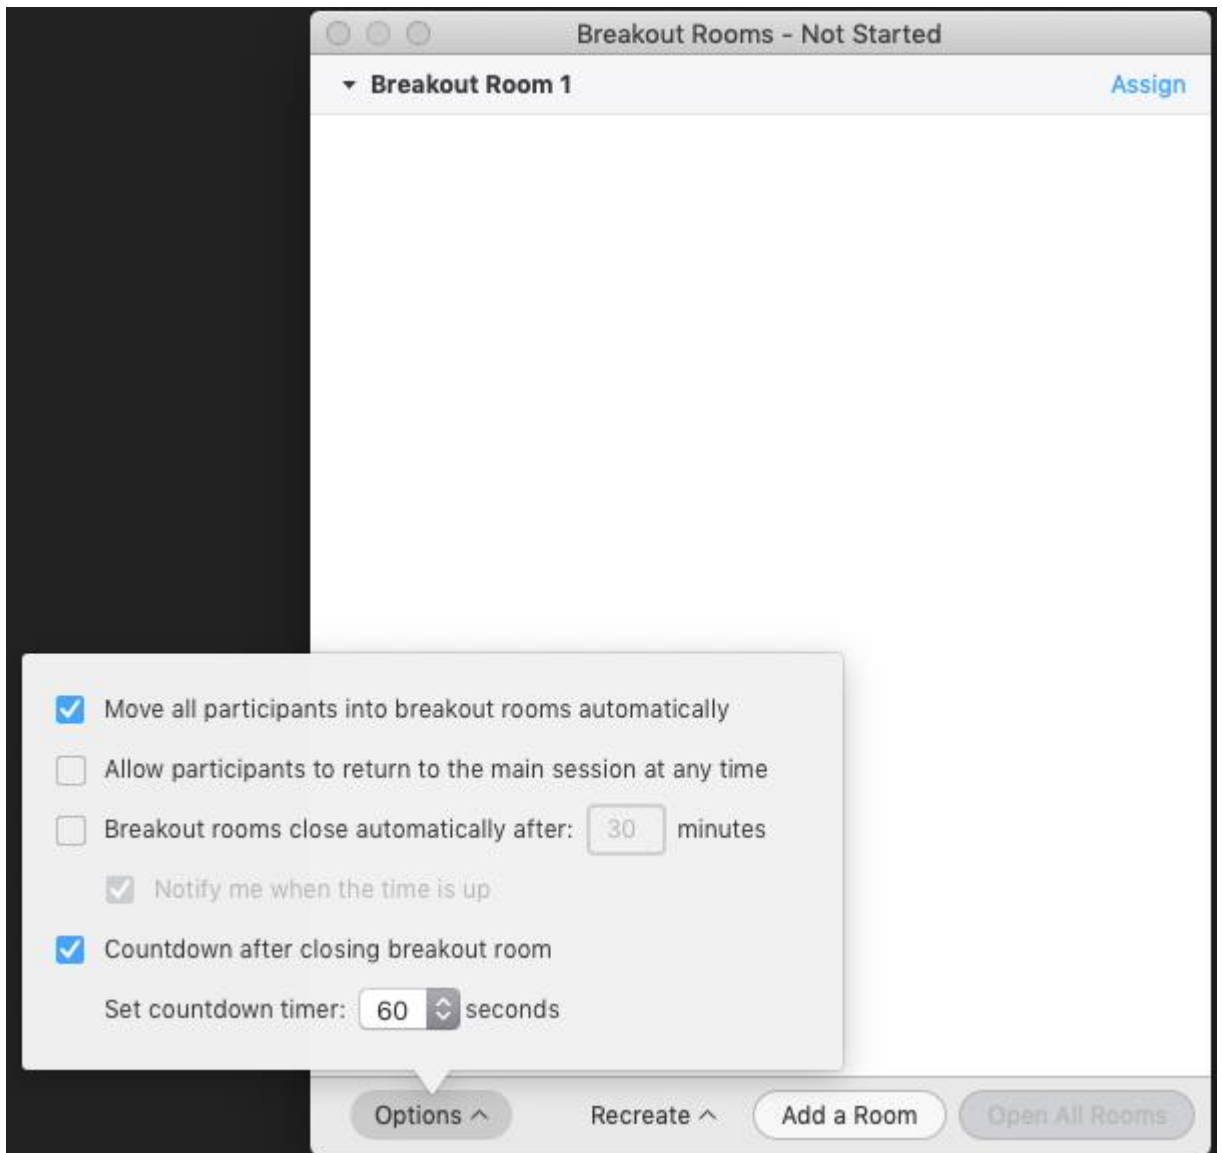 Breakout Rooms - Not Started
Breakout Room 1 Assign
Move all participants into breakout rooms automatically
Allow participants to return to the main session at any time
Breakout rooms close automatically after: 30 minutes
Notify me when the time is up
Countdown after closing breakout room
Set countdown timer: 60 seconds
Options Recreate Add a Room Open All Rooms